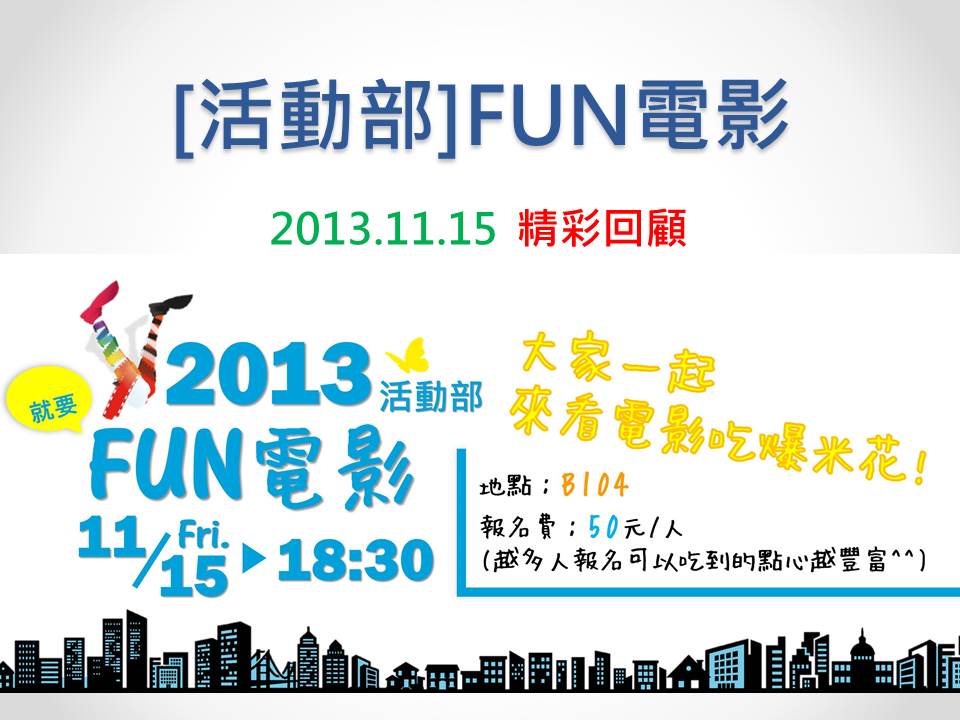 [活動部]FUN電影
2013.11.15 精彩回顧
就要
2013
活動部
FUN電影
11/15 Fri. 18:30
大家一起
來看電影吃爆米花!
地點：B104
報名費：50元/人
(越多人報名可以吃到的點心越豐富^^)